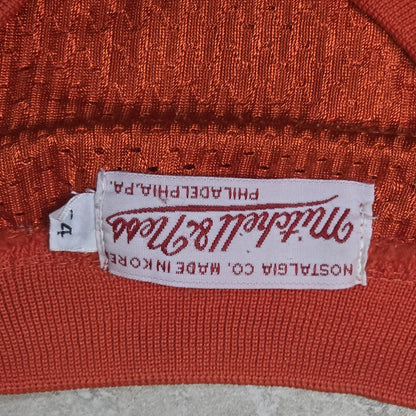 Mitchell & Ness
NOSTALGIA CO. MADE IN KORE
PHILADELPHIA, PA.